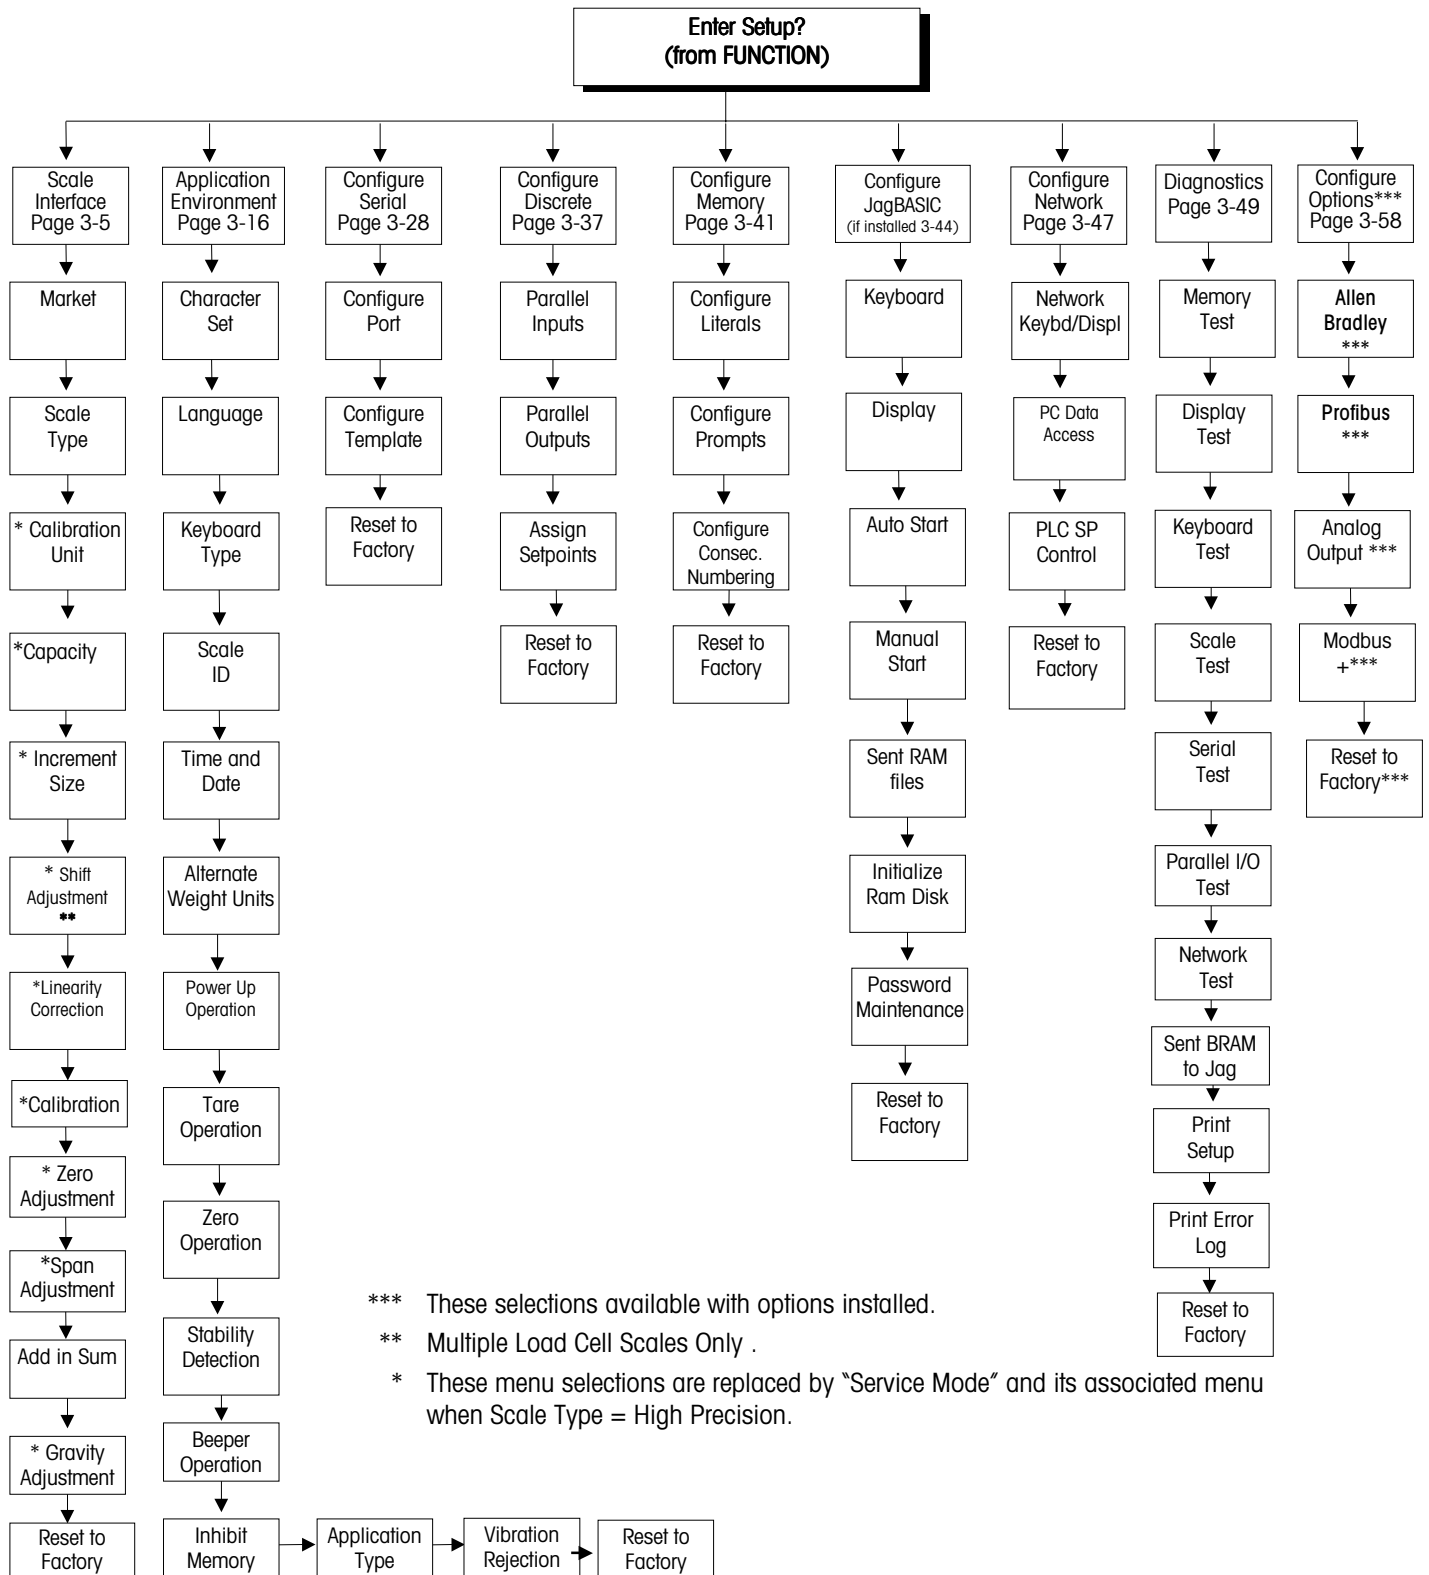 Enter Setup?
(from FUNCTION)
Scale
Interface
Page 3-5
Market
Scale
Type
* Calibration
Unit
*Capacity
* Increment
Size
* Shift
Adjustment
**
*Linearity
Correction
*Calibration
* Zero
Adjustment
*Span
Adjustment
Add in Sum
* Gravity
Adjustment
Reset to
Factory
Application
Environment
Page 3-16
Character
Set
Language
Keyboard
Type
Scale
ID
Time and
Date
Alternate
Weight Units
Power Up
Operation
Tare
Operation
Zero
Operation
Stability
Detection
Beeper
Operation
Inhibit
Memory
Application
Type
Vibration
Rejection
Reset to
Factory
Configure
Serial
Page 3-28
Configure
Port
Configure
Template
Reset to
Factory
Configure
Discrete
Page 3-37
Parallel
Inputs
Parallel
Outputs
Assign
Setpoints
Reset to
Factory
Configure
Memory
Page 3-41
Configure
Literals
Configure
Prompts
Configure
Consec.
Numbering
Reset to
Factory
Configure
JagBASIC
(if installed 3-44)
Keyboard
Display
Auto Start
Manual
Start
Sent RAM
files
Initialize
Ram Disk
Password
Maintenance
Reset to
Factory
Configure
Network
Page 3-47
Network
Keybd/Displ
PC Data
Access
PLC SP
Control
Reset to
Factory
Diagnostics
Page 3-49
Memory
Test
Display
Test
Keyboard
Test
Scale
Test
Serial
Test
Parallel I/O
Test
Network
Test
Sent BRAM
to Jag
Print
Setup
Print Error
Log
Reset to
Factory
Configure
Options***
Page 3-58
Allen
Bradley
***
Profibus
***
Analog
Output ***
Modbus
+***
Reset to
Factory***
*** These selections available with options installed.
** Multiple Load Cell Scales Only .
* These menu selections are replaced by “Service Mode” and its associated menu
when Scale Type = High Precision.